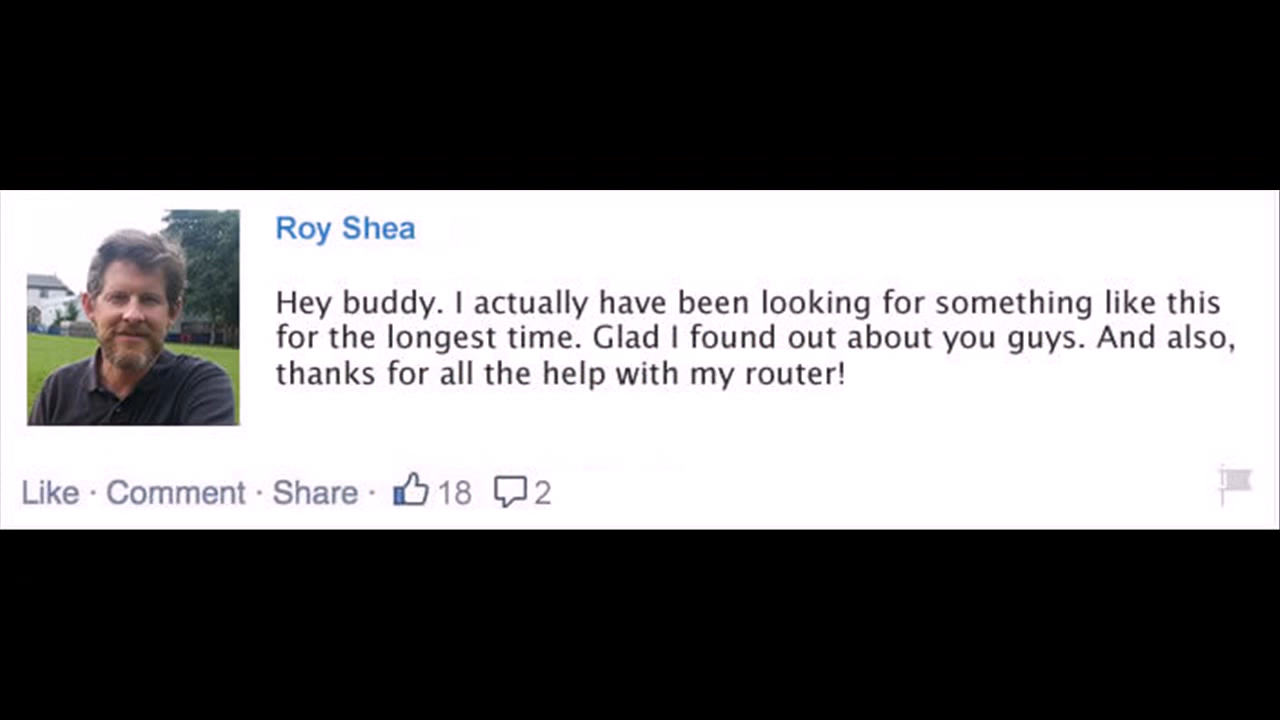 Roy Shea
Hey buddy. I actually have been looking for something like this
for the longest time. Glad I found out about you guys. And also,
thanks for all the help with my router!
Like · Comment · Share · 18 2